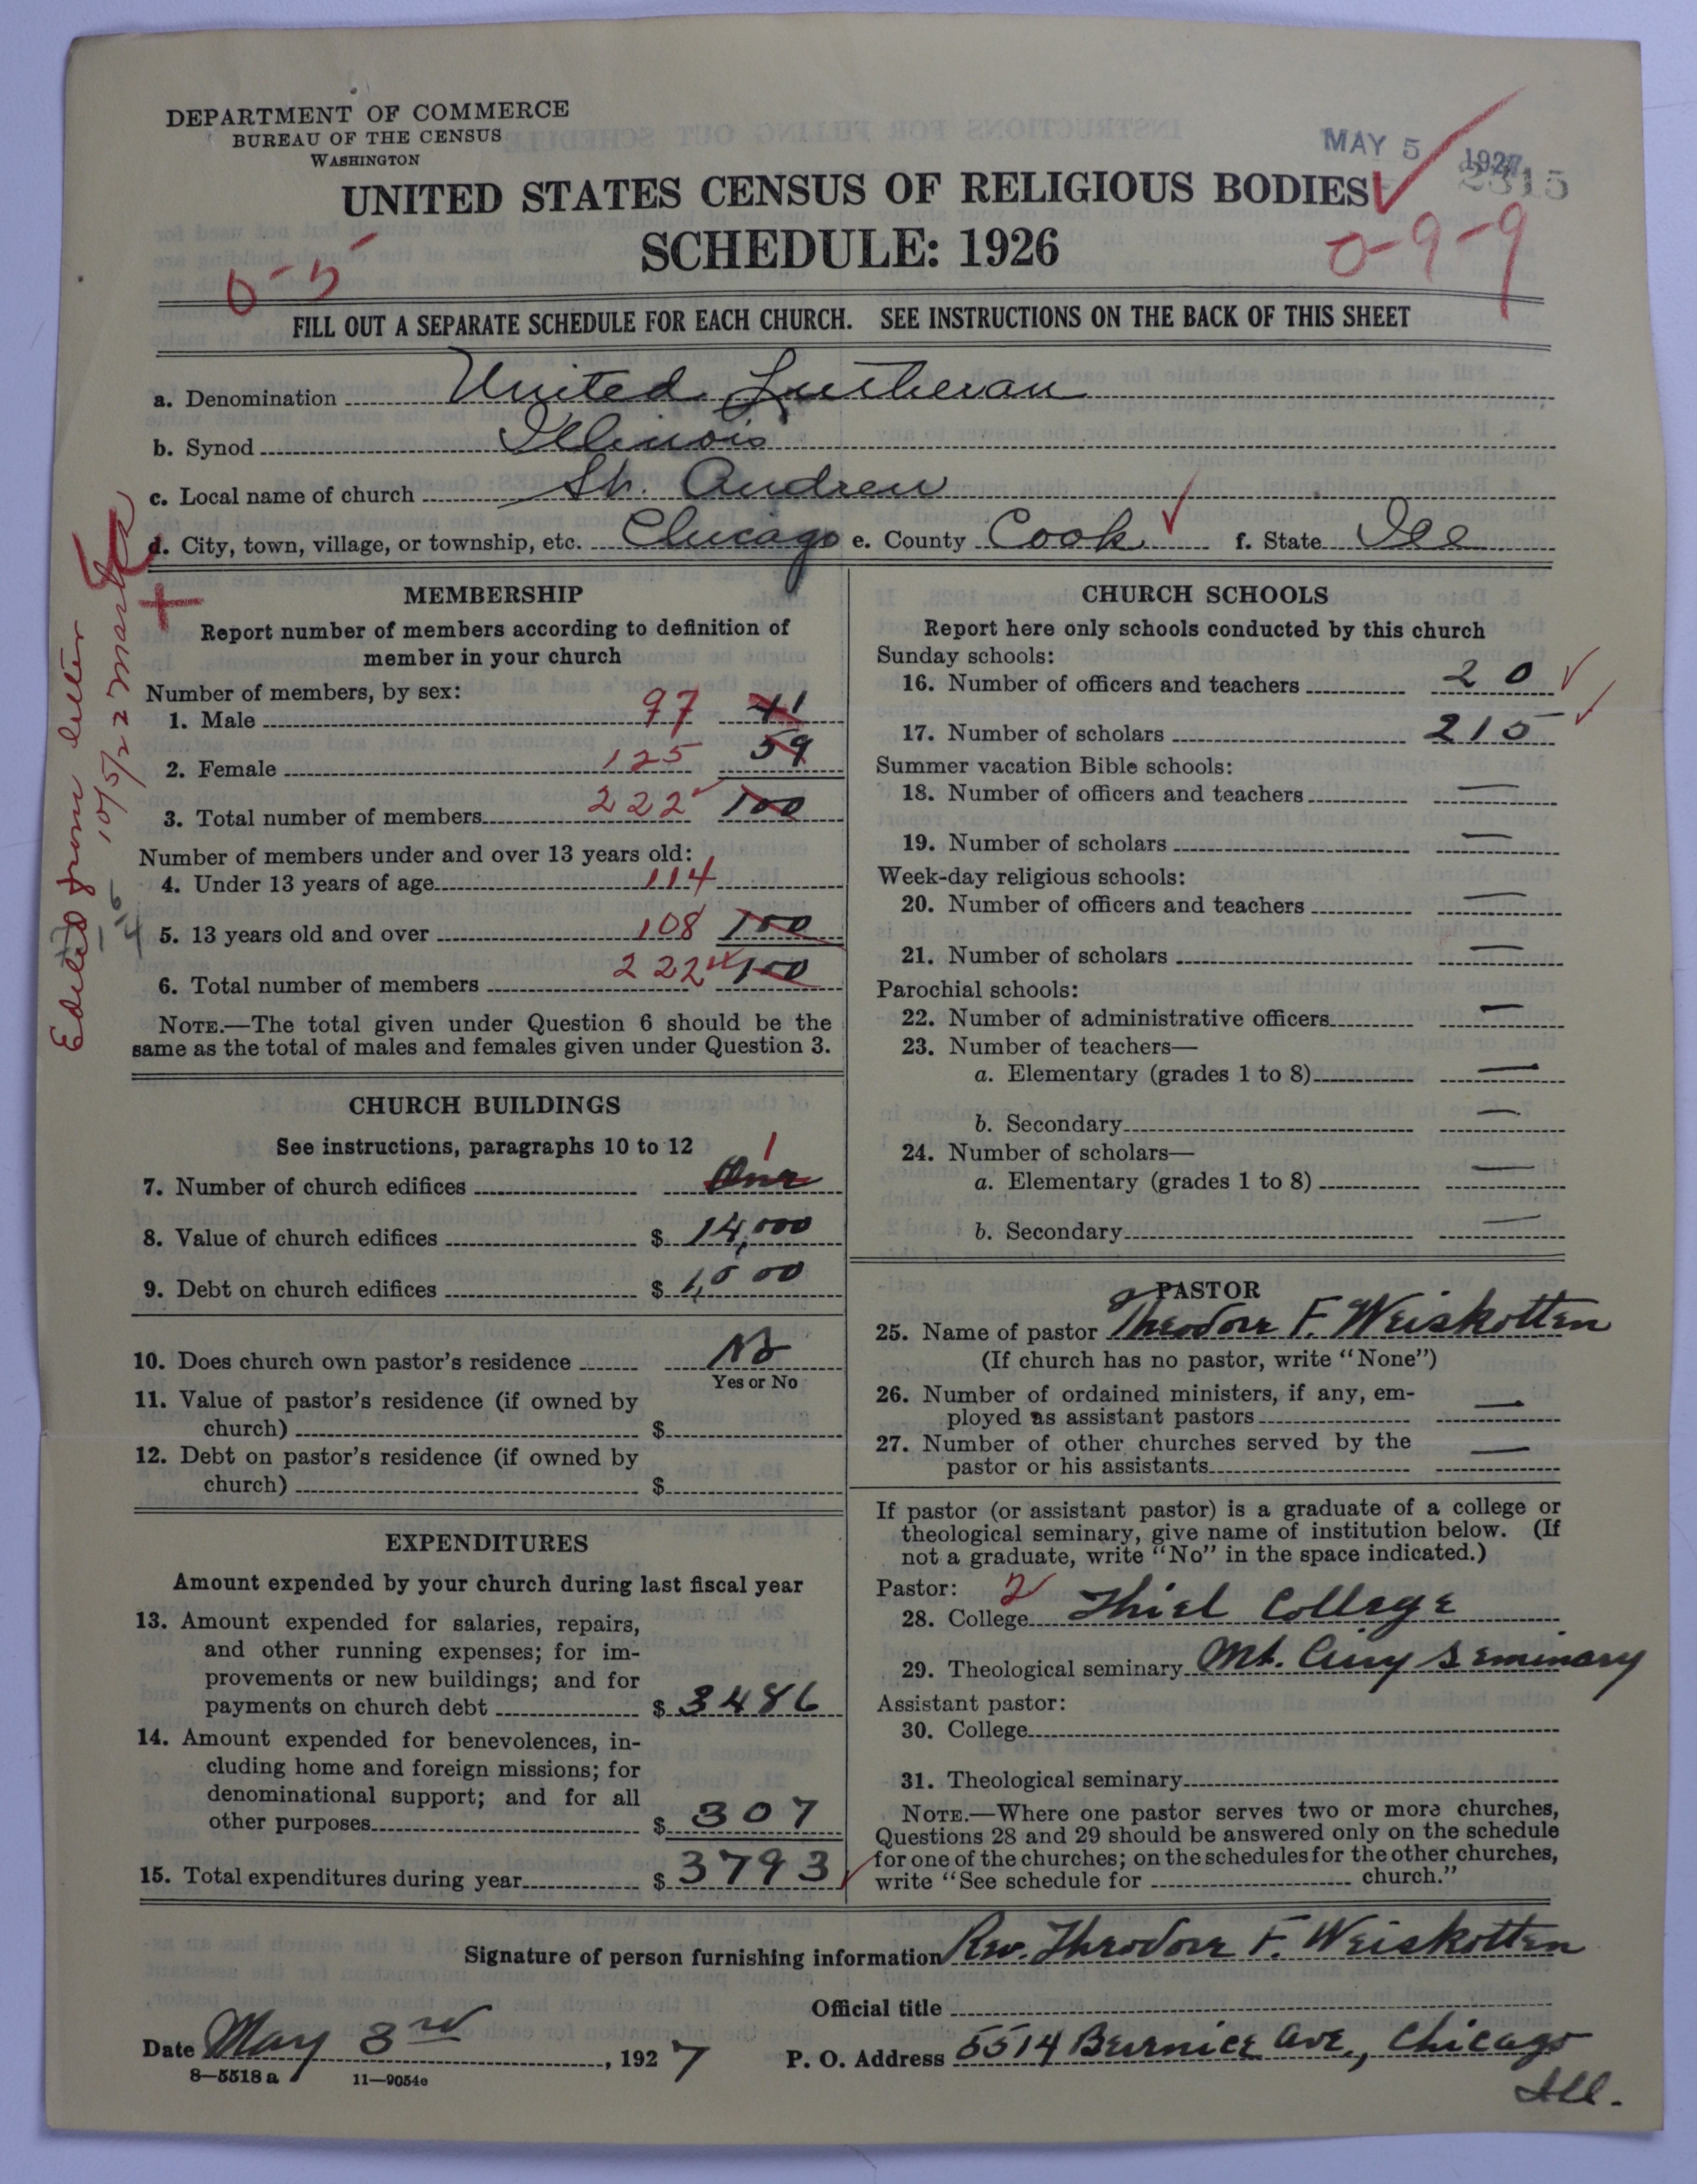 DEPARTMENT OF COMMERCE
BUREAU OF THE CENSUS
WASHINGTON
MAY 5 1927
2315
UNITED STATES CENSUS OF RELIGIOUS BODIES
SCHEDULE: 1926
0-5
0-9-9
FILL OUT A SEPARATE SCHEDULE FOR EACH CHURCH. SEE INSTRUCTIONS ON THE BACK OF THIS SHEET
a. Denomination United Lutheran
b. Synod Illinois
c. Local name of church St. Andrew
d. City, town, village, or township, etc. Chicago e. County Cook f. State Ill
Edited from letter
10/5/27
MEMBERSHIP
Report number of members according to definition of
member in your church
Number of members, by sex:
1. Male 97 41
2. Female 125 59
3. Total number of members 222 100
Number of members under and over 13 years old:
4. Under 13 years of age 114
5. 13 years old and over 108 100
6. Total number of members 222 100
NOTE.—The total given under Question 6 should be the
same as the total of males and females given under Question 3.
CHURCH BUILDINGS
See instructions, paragraphs 10 to 12
7. Number of church edifices One 1
8. Value of church edifices $ 14,000
9. Debt on church edifices $ 1,000
10. Does church own pastor's residence No
Yes or No
11. Value of pastor's residence (if owned by
church) $
12. Debt on pastor's residence (if owned by
church) $
EXPENDITURES
Amount expended by your church during last fiscal year
13. Amount expended for salaries, repairs,
and other running expenses; for im-
provements or new buildings; and for
payments on church debt $ 3486
14. Amount expended for benevolences, in-
cluding home and foreign missions; for
denominational support; and for all
other purposes $ 307
15. Total expenditures during year $ 3793
CHURCH SCHOOLS
Report here only schools conducted by this church
Sunday schools:
16. Number of officers and teachers 20
17. Number of scholars 215
Summer vacation Bible schools:
18. Number of officers and teachers —
19. Number of scholars —
Week-day religious schools:
20. Number of officers and teachers —
21. Number of scholars —
Parochial schools:
22. Number of administrative officers —
23. Number of teachers—
a. Elementary (grades 1 to 8) —
b. Secondary —
24. Number of scholars—
a. Elementary (grades 1 to 8) —
b. Secondary —
PASTOR
25. Name of pastor Theodore F. Weiskotten
(If church has no pastor, write "None")
26. Number of ordained ministers, if any, em-
ployed as assistant pastors —
27. Number of other churches served by the
pastor or his assistants —
If pastor (or assistant pastor) is a graduate of a college or
theological seminary, give name of institution below. (If
not a graduate, write "No" in the space indicated.)
Pastor: 2
28. College Thiel College
29. Theological seminary Mt. Airy Seminary
Assistant pastor:
30. College
31. Theological seminary
NOTE.—Where one pastor serves two or more churches,
Questions 28 and 29 should be answered only on the schedule
for one of the churches; on the schedules for the other churches,
write "See schedule for church."
Signature of person furnishing information Rev. Theodore F. Weiskotten
Official title
Date May 3rd, 1927 P. O. Address 5514 Burnice Ave., Chicago
Ill.
8—5518 a 11—9054c